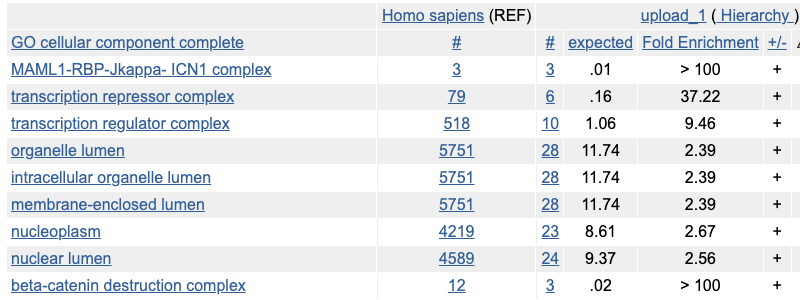 Homo sapiens (REF) upload_1 ( Hierarchy )
GO cellular component complete # # expected Fold Enrichment +/-
MAML1-RBP-Jkappa- ICN1 complex 3 3 .01 > 100 +
transcription repressor complex 79 6 .16 37.22 +
transcription regulator complex 518 10 1.06 9.46 +
organelle lumen 5751 28 11.74 2.39 +
intracellular organelle lumen 5751 28 11.74 2.39 +
membrane-enclosed lumen 5751 28 11.74 2.39 +
nucleoplasm 4219 23 8.61 2.67 +
nuclear lumen 4589 24 9.37 2.56 +
beta-catenin destruction complex 12 3 .02 > 100 +